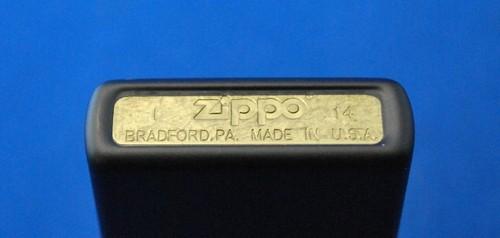 I Zippo 14
BRADFORD, PA. MADE IN U.S.A.